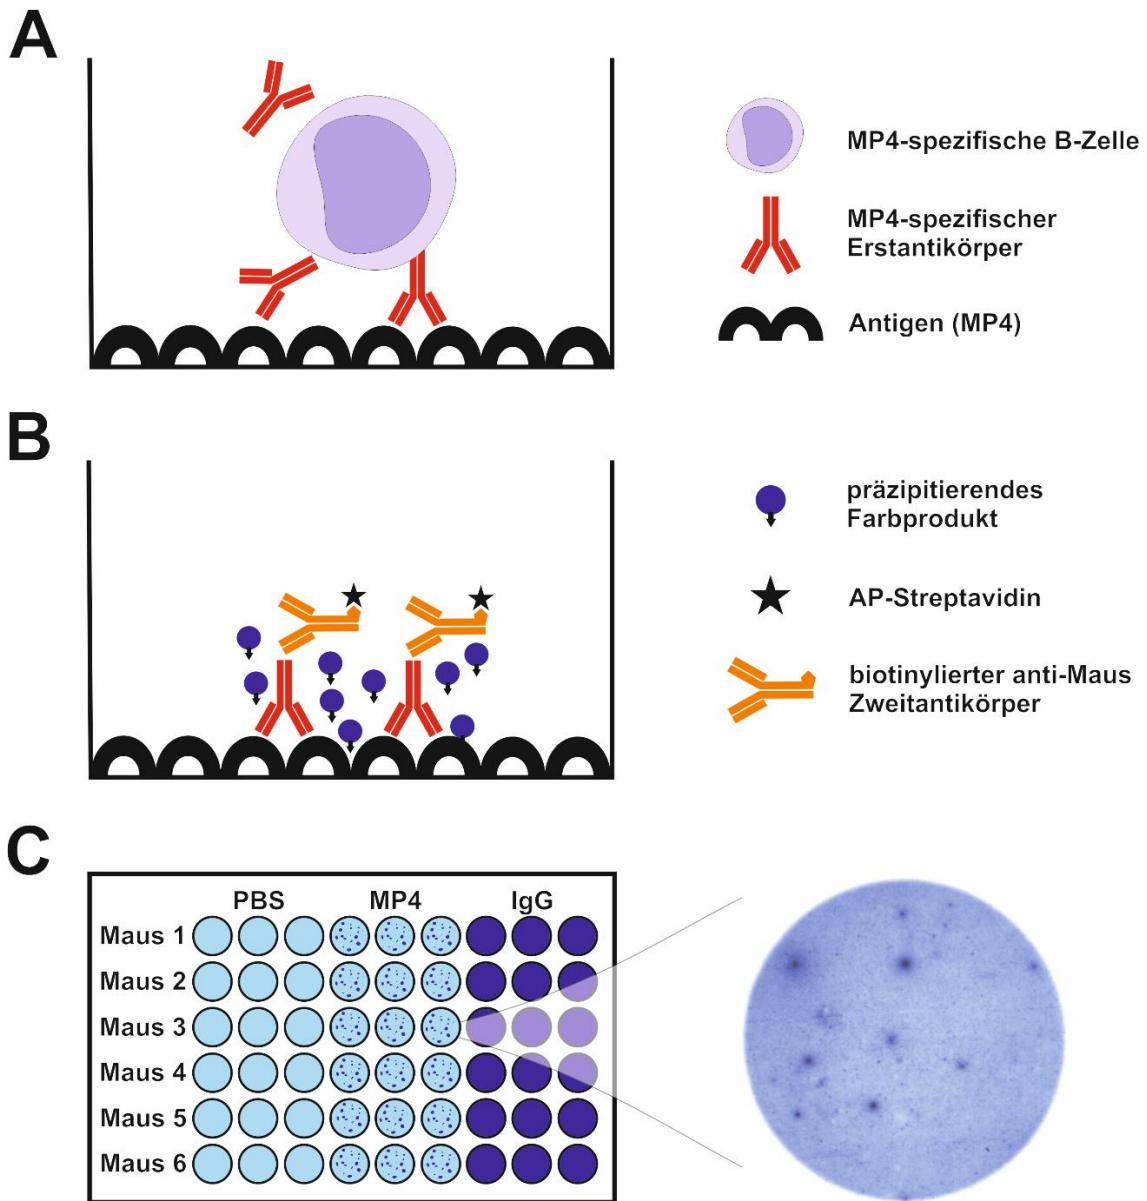 A
MP4-spezifische B-Zelle
MP4-spezifischer
Erstantikörper
Antigen (MP4)
B
präzipitierendes
Farbprodukt
AP-Streptavidin
biotinylierter anti-Maus
Zweitantikörper
C
PBS MP4 IgG
Maus 1
Maus 2
Maus 3
Maus 4
Maus 5
Maus 6